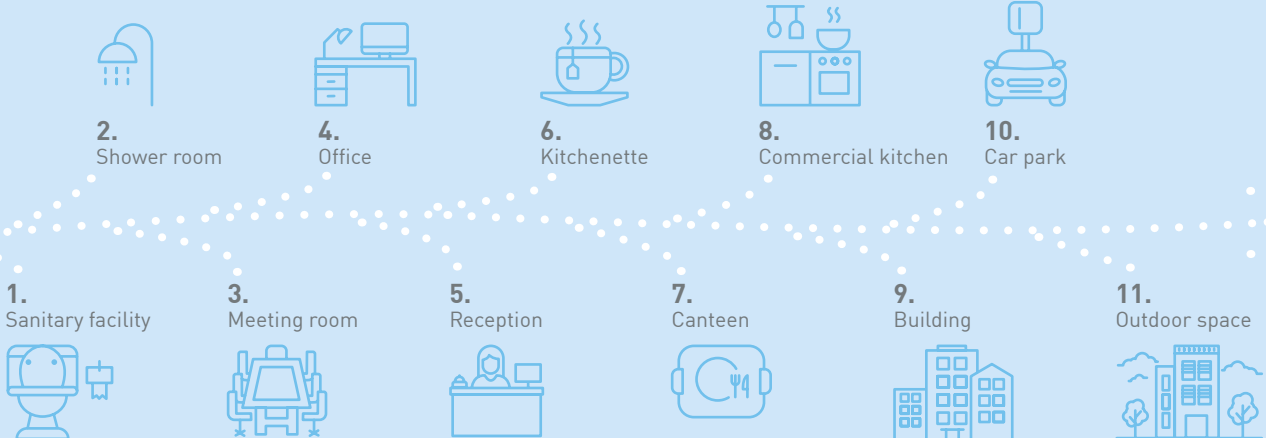 2.
Shower room
4.
Office
6.
Kitchenette
8.
Commercial kitchen
10.
Car park
1.
Sanitary facility
3.
Meeting room
5.
Reception
7.
Canteen
9.
Building
11.
Outdoor space